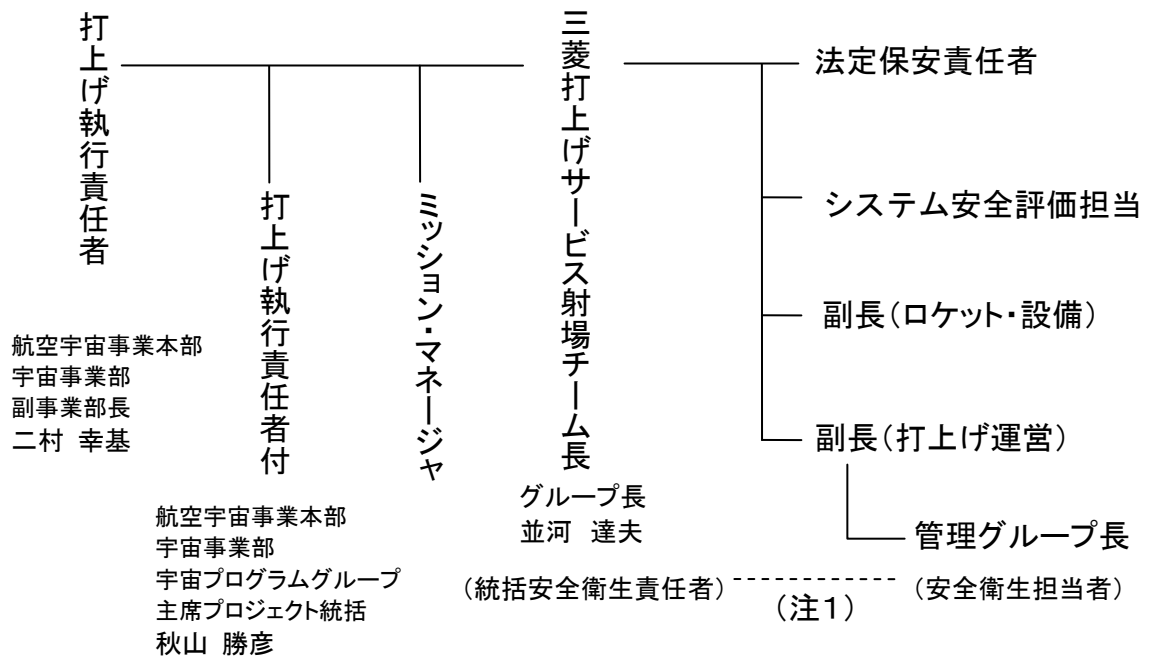 打上げ執行責任者
航空宇宙事業本部
宇宙事業部
副事業部長
二村 幸基
打上げ執行責任者付
航空宇宙事業本部
宇宙事業部
宇宙プログラムグループ
主席プロジェクト統括
秋山 勝彦
ミッション・マネージャ
三菱打上げサービス射場チーム長
グループ長
並河 達夫
(統括安全衛生責任者)
(注1)
法定保安責任者
システム安全評価担当
副長(ロケット・設備)
副長(打上げ運営)
管理グループ長
(安全衛生担当者)